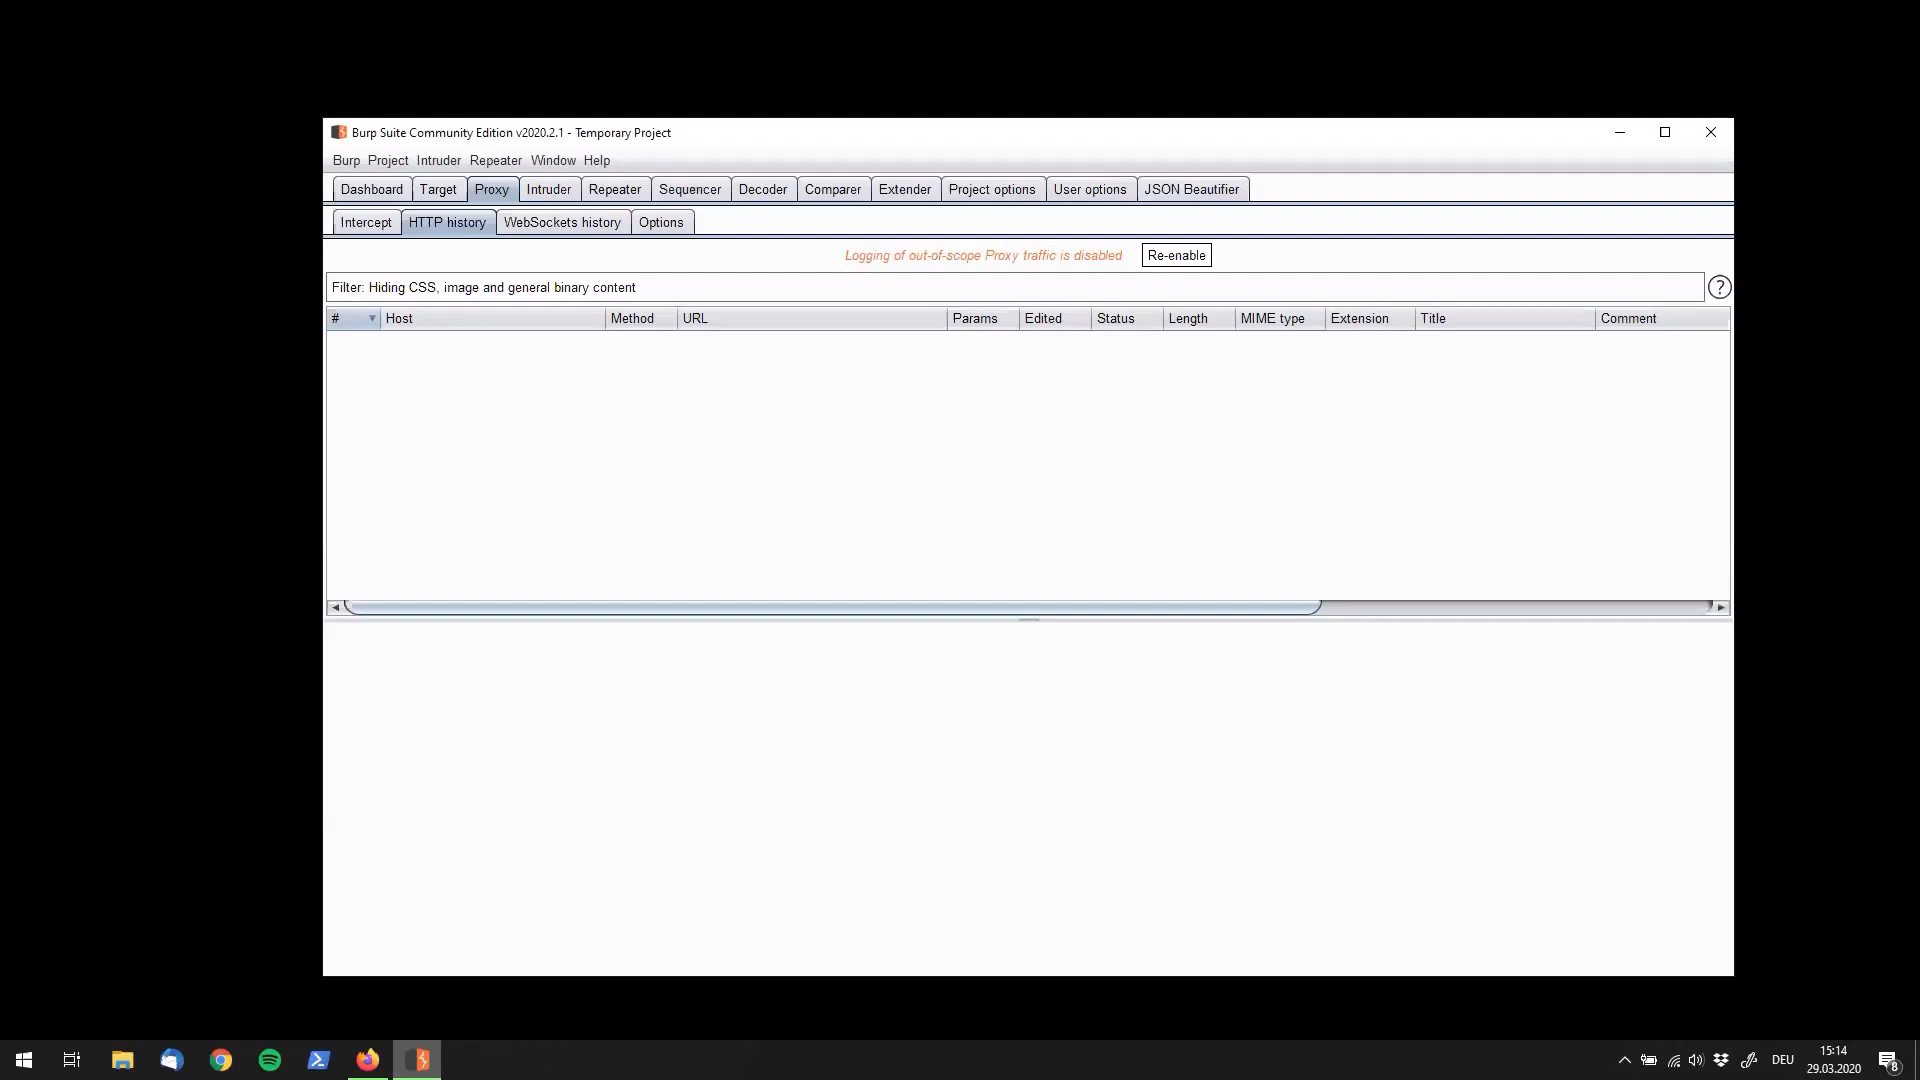 Burp Suite Community Edition v2020.2.1 - Temporary Project
Burp Project Intruder Repeater Window Help
Dashboard Target Proxy Intruder Repeater Sequencer Decoder Comparer Extender Project options User options JSON Beautifier
Intercept HTTP history WebSockets history Options
Logging of out-of-scope Proxy traffic is disabled Re-enable
Filter: Hiding CSS, image and general binary content ?
# Host Method URL Params Edited Status Length MIME type Extension Title Comment
DEU 15:14
29.03.2020 8